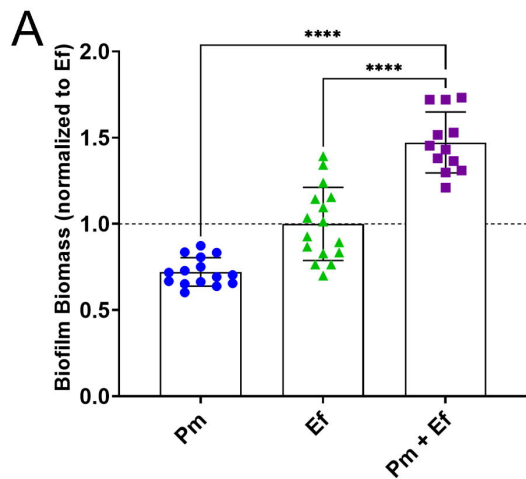 A
****
****
Biofilm Biomass (normalized to Ef)
2.0
1.5
1.0
0.5
0.0
Pm
Ef
Pm + Ef